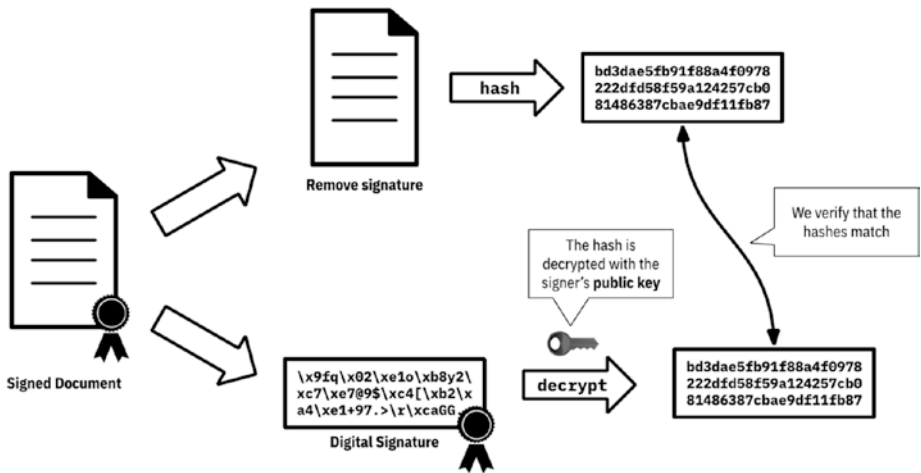 hash
bd3dae5fb91f88a4f0978
222dfd58f59a124257cb0
81486387cbae9df11fb87
Remove signature
We verify that the
hashes match
The hash is
decrypted with the
signer's public key
Signed Document
\x9fq\x02\xe1o\xb8y2\
xc7\xe7@9$\xc4[\xb2\x
a4\xe1+97.>\r\xcaGG
Digital Signature
decrypt
bd3dae5fb91f88a4f0978
222dfd58f59a124257cb0
81486387cbae9df11fb87